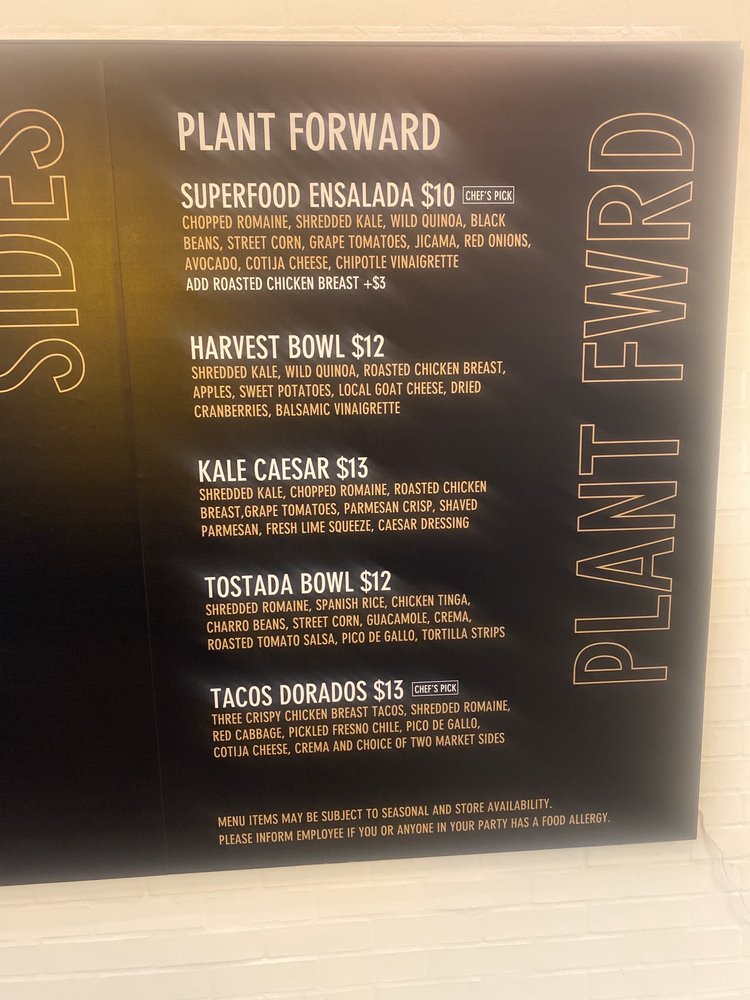 SIDES
PLANT FORWARD
SUPERFOOD ENSALADA $10 CHEF'S PICK
CHOPPED ROMAINE, SHREDDED KALE, WILD QUINOA, BLACK
BEANS, STREET CORN, GRAPE TOMATOES, JICAMA, RED ONIONS,
AVOCADO, COTIJA CHEESE, CHIPOTLE VINAIGRETTE
ADD ROASTED CHICKEN BREAST +$3
HARVEST BOWL $12
SHREDDED KALE, WILD QUINOA, ROASTED CHICKEN BREAST,
APPLES, SWEET POTATOES, LOCAL GOAT CHEESE, DRIED
CRANBERRIES, BALSAMIC VINAIGRETTE
KALE CAESAR $13
SHREDDED KALE, CHOPPED ROMAINE, ROASTED CHICKEN
BREAST,GRAPE TOMATOES, PARMESAN CRISP, SHAVED
PARMESAN, FRESH LIME SQUEEZE, CAESAR DRESSING
TOSTADA BOWL $12
SHREDDED ROMAINE, SPANISH RICE, CHICKEN TINGA,
CHARRO BEANS, STREET CORN, GUACAMOLE, CREMA,
ROASTED TOMATO SALSA, PICO DE GALLO, TORTILLA STRIPS
TACOS DORADOS $13 CHEF'S PICK
THREE CRISPY CHICKEN BREAST TACOS, SHREDDED ROMAINE,
RED CABBAGE, PICKLED FRESNO CHILE, PICO DE GALLO,
COTIJA CHEESE, CREMA AND CHOICE OF TWO MARKET SIDES
MENU ITEMS MAY BE SUBJECT TO SEASONAL AND STORE AVAILABILITY.
PLEASE INFORM EMPLOYEE IF YOU OR ANYONE IN YOUR PARTY HAS A FOOD ALLERGY.
PLANT FWRD